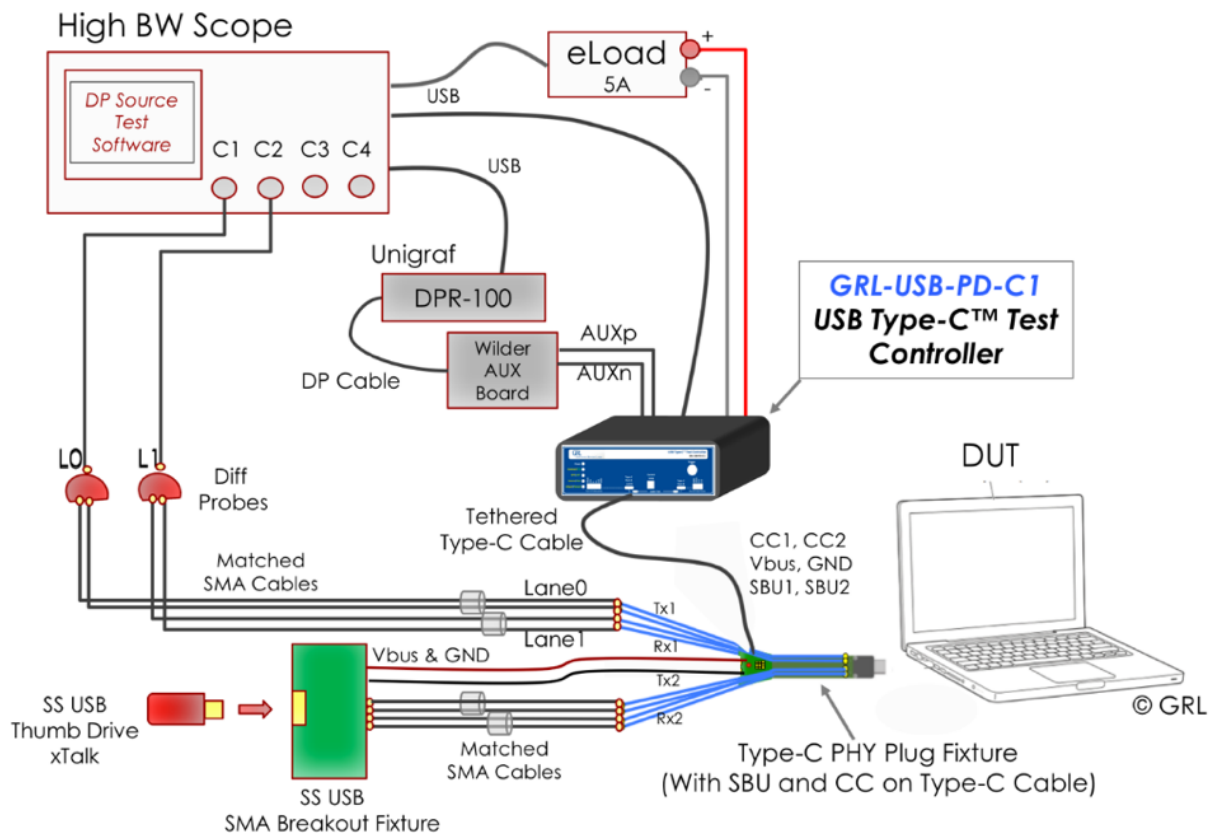 High BW Scope
DP Source
Test
Software
C1
C2
C3
C4
eLoad
5A
+
-
USB
USB
Unigraf
DPR-100
DP Cable
Wilder
AUX
Board
AUXp
AUXn
GRL-USB-PD-C1
USB Type-C™ Test
Controller
L0
L1
Diff
Probes
DUT
Tethered
Type-C Cable
CC1, CC2
Vbus, GND
SBU1, SBU2
Matched
SMA Cables
Lane0
Lane1
Tx1
Rx1
Vbus & GND
Tx2
Rx2
SS USB
Thumb Drive
xTalk
Matched
SMA Cables
SS USB
SMA Breakout Fixture
© GRL
Type-C PHY Plug Fixture
(With SBU and CC on Type-C Cable)